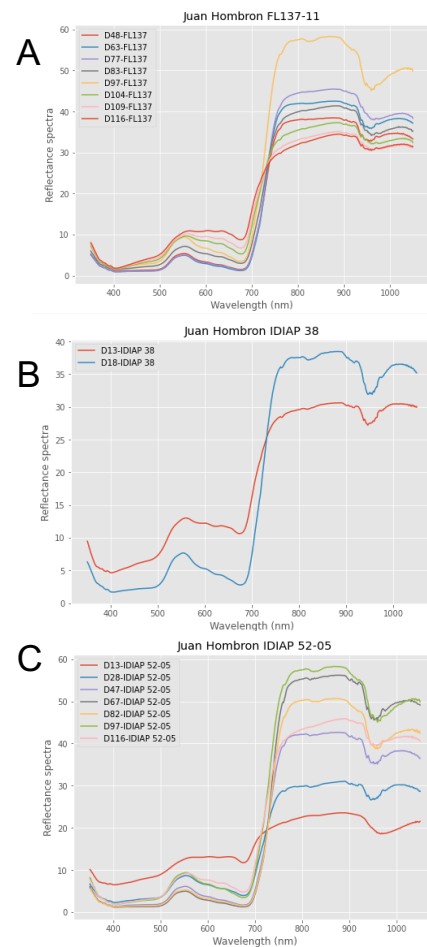 A
Juan Hombron FL137-11
Reflectance spectra
60
50
40
30
20
10
0
D48-FL137
D63-FL137
D77-FL137
D83-FL137
D97-FL137
D104-FL137
D109-FL137
D116-FL137
400 500 600 700 800 900 1000
Wavelength (nm)
B
Juan Hombron IDIAP 38
Reflectance spectra
40
35
30
25
20
15
10
5
0
D13-IDIAP 38
D18-IDIAP 38
400 500 600 700 800 900 1000
Wavelength (nm)
C
Juan Hombron IDIAP 52-05
Reflectance spectra
60
50
40
30
20
10
0
D13-IDIAP 52-05
D28-IDIAP 52-05
D47-IDIAP 52-05
D67-IDIAP 52-05
D82-IDIAP 52-05
D97-IDIAP 52-05
D116-IDIAP 52-05
400 500 600 700 800 900 1000
Wavelength (nm)